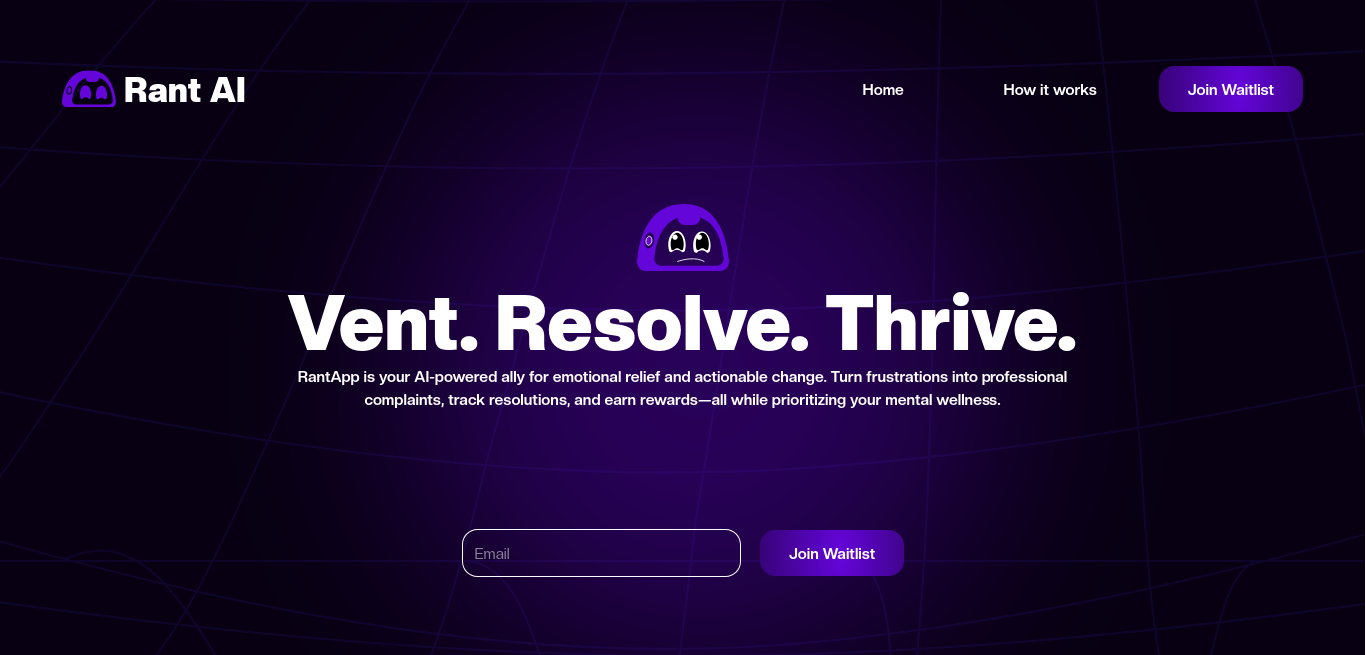 Rant AI
Home
How it works
Join Waitlist
Vent. Resolve. Thrive.
RantApp is your AI-powered ally for emotional relief and actionable change. Turn frustrations into professional
complaints, track resolutions, and earn rewards—all while prioritizing your mental wellness.
Email
Join Waitlist